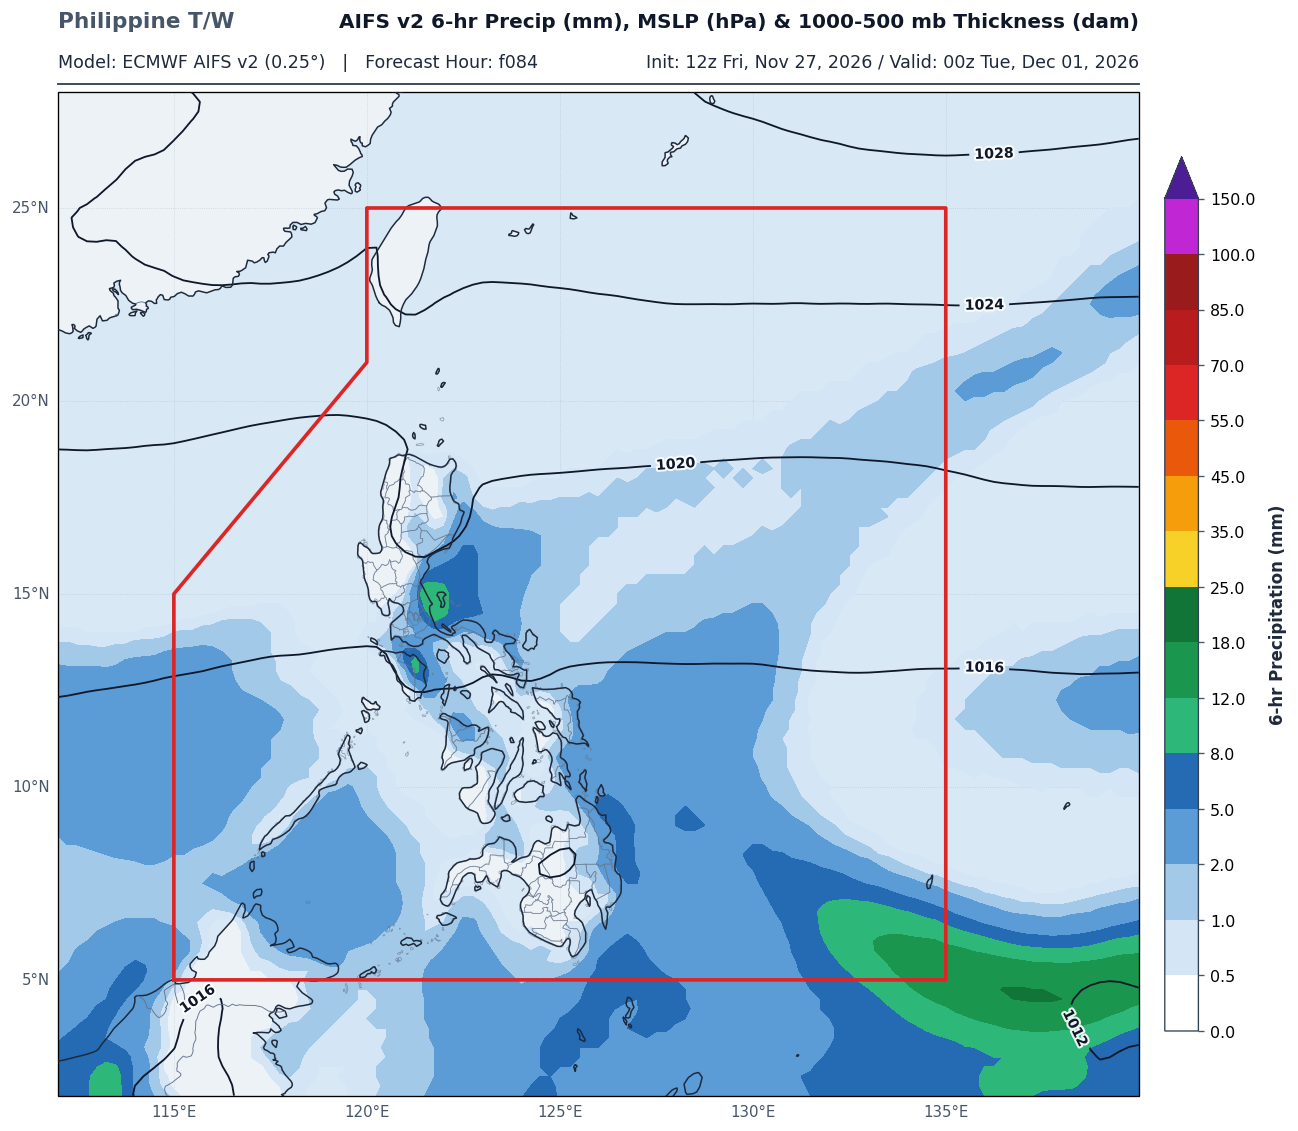 Philippine T/W
AIFS v2 6-hr Precip (mm), MSLP (hPa) & 1000-500 mb Thickness (dam)
Model: ECMWF AIFS v2 (0.25°) | Forecast Hour: f084
Init: 12z Fri, Nov 27, 2026 / Valid: 00z Tue, Dec 01, 2026
1028
1024
1020
1016
1016
1012
25°N
20°N
15°N
10°N
5°N
115°E
120°E
125°E
130°E
135°E
150.0
100.0
85.0
70.0
55.0
45.0
35.0
25.0
18.0
12.0
8.0
5.0
2.0
1.0
0.5
0.0
6-hr Precipitation (mm)